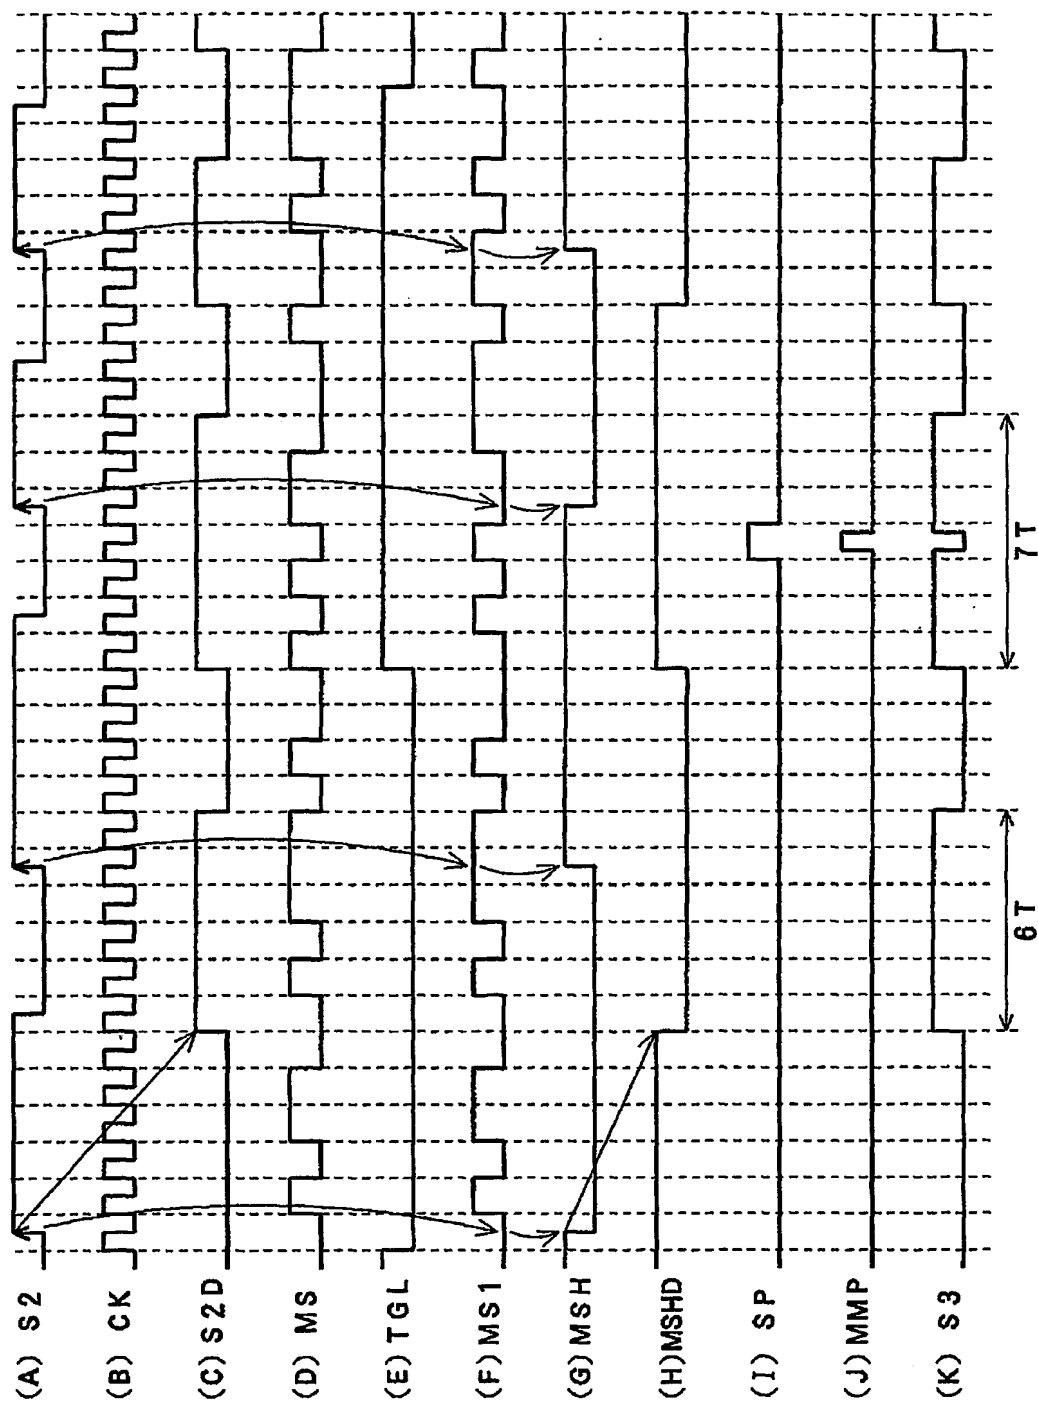 (A) S2
(B) CK
(C) S2D
(D) MS
(E) TGL
(F) MS1
(G) MSH
(H) MSHD
(I) SP
(J) MMP
(K) S3
6T
7T